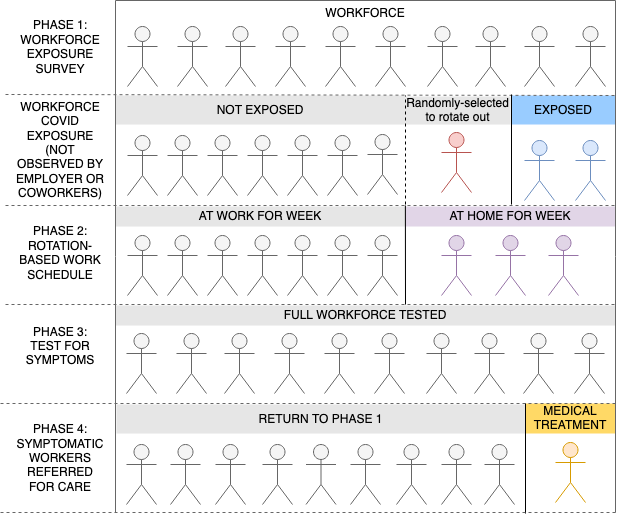 PHASE 1:
WORKFORCE
EXPOSURE
SURVEY
WORKFORCE
WORKFORCE
COVID
EXPOSURE
(NOT
OBSERVED BY
EMPLOYER OR
COWORKERS)
NOT EXPOSED
Randomly-selected
to rotate out
EXPOSED
PHASE 2:
ROTATION-
BASED WORK
SCHEDULE
AT WORK FOR WEEK
AT HOME FOR WEEK
PHASE 3:
TEST FOR
SYMPTOMS
FULL WORKFORCE TESTED
PHASE 4:
SYMPTOMATIC
WORKERS
REFERRED
FOR CARE
RETURN TO PHASE 1
MEDICAL
TREATMENT